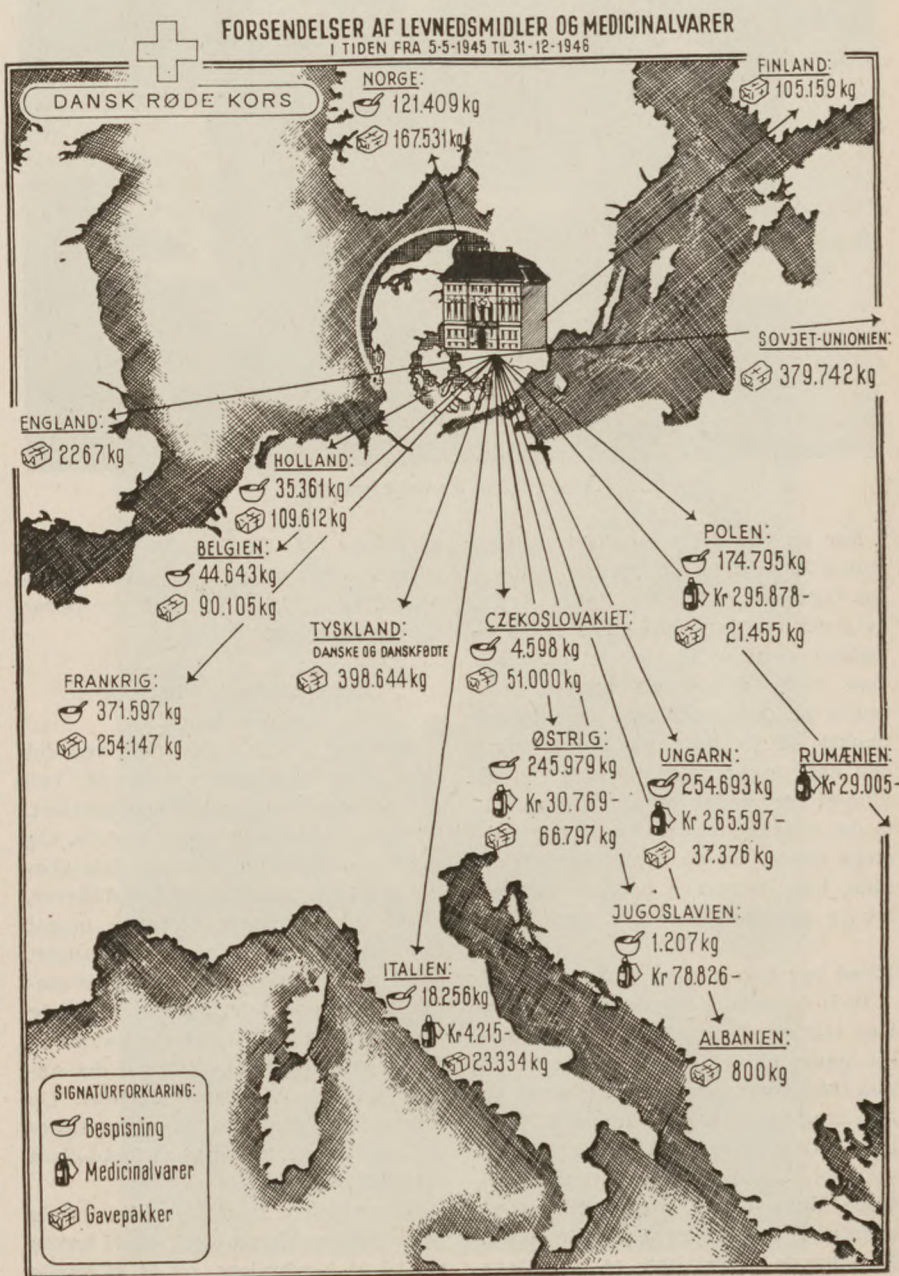 FORSENDELSER AF LEVNEDSMIDLER OG MEDICINALVARER
I TIDEN FRA 5-5-1945 TIL 31-12-1946
DANSK RØDE KORS
NORGE:
121.409 kg
167.531 kg
FINLAND:
105.159 kg
SOVJET-UNIONIEN:
379.742 kg
ENGLAND:
2267 kg
HOLLAND:
35.361 kg
109.612 kg
BELGIEN:
44.643 kg
90.105 kg
FRANKRIG:
371.597 kg
254.147 kg
TYSKLAND:
DANSKE OG DANSKFØDTE
398.644 kg
CZEKOSLOVAKIET:
4.598 kg
51.000 kg
POLEN:
174.795 kg
Kr 295.878-
21.455 kg
ØSTRIG:
245.979 kg
Kr 30.769-
66.797 kg
UNGARN:
254.693 kg
Kr 265.597-
37.376 kg
RUMÆNIEN:
Kr 29.005-
JUGOSLAVIEN:
1.207 kg
Kr 78.826-
ITALIEN:
18.256 kg
Kr 4.215-
23.334 kg
ALBANIEN:
800 kg
SIGNATURFORKLARING:
Bespisning
Medicinalvarer
Gavepakker